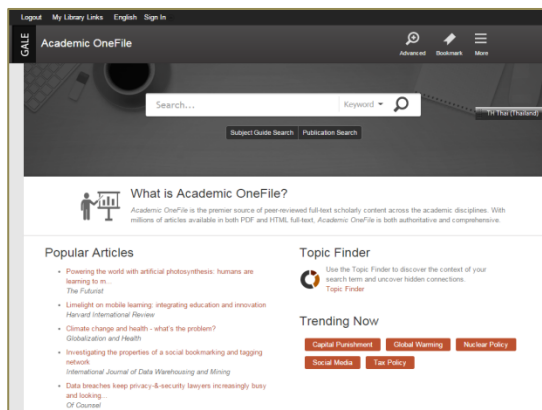 Logout My Library Links English Sign In
GALE
Academic OneFile
Advanced Bookmark More
Search... Keyword
TH Thai (Thailand)
Subject Guide Search Publication Search
What is Academic OneFile?
Academic OneFile is the premier source of peer-reviewed full-text scholarly content across the academic disciplines. With
millions of articles available in both PDF and HTML full-text, Academic OneFile is both authoritative and comprehensive.
Popular Articles
Powering the world with artificial photosynthesis: humans are
learning to m...
The Futurist
Limelight on mobile learning: integrating education and innovation
Harvard International Review
Climate change and health - what's the problem?
Globalization and Health
Investigating the properties of a social bookmarking and tagging
network
International Journal of Data Warehousing and Mining
Data breaches keep privacy-&-security lawyers increasingly busy
and looking...
Of Counsel
Topic Finder
Use the Topic Finder to discover the context of your
search term and uncover hidden connections.
Topic Finder
Trending Now
Capital Punishment Global Warming Nuclear Policy
Social Media Tax Policy